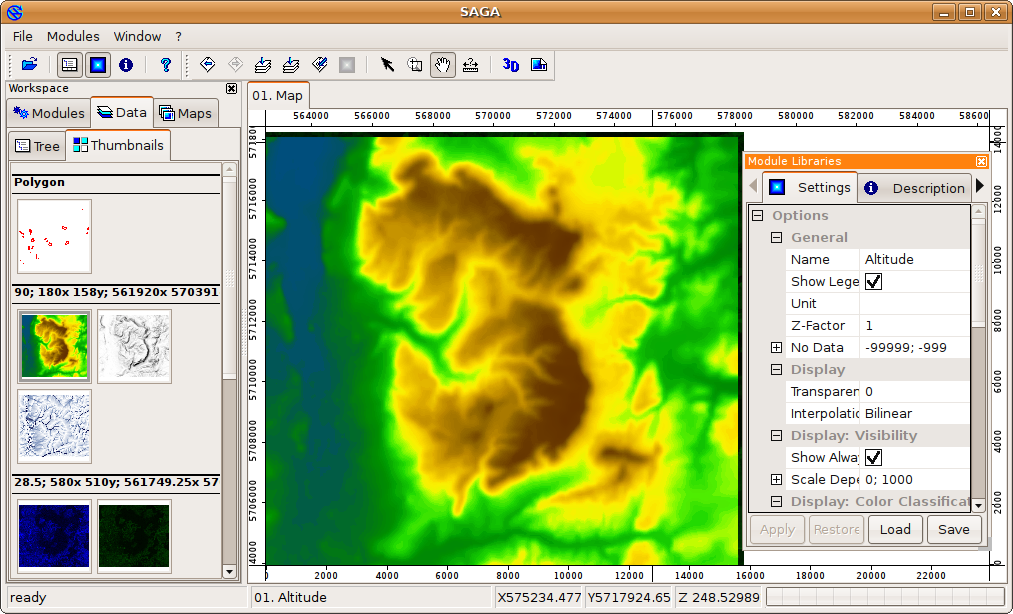 SAGA
File Modules Window ?
3D
Workspace
Modules Data Maps
Tree Thumbnails
Polygon
90; 180x 158y; 561920x 570391
28.5; 580x 510y; 561749.25x 57
01. Map
564000 566000 568000 570000 572000 574000 576000 578000 580000 582000 584000 58600
57380
5716000
5714000
5712000
5710000
5708000
5706000
4000
14000
12000
10000
8000
6000
4000
2000
0
0 2000 4000 6000 8000 10000 12000 14000 16000 18000 20000 22000
Module Libraries
Settings Description
Options
General
Name Altitude
Show Lege
Unit
Z-Factor 1
No Data -99999; -999
Display
Transparen 0
Interpolatio Bilinear
Display: Visibility
Show Alwa
Scale Depe 0; 1000
Display: Color Classificat
Apply Restore Load Save
ready 01. Altitude X575234.477 Y5717924.65 Z 248.52989